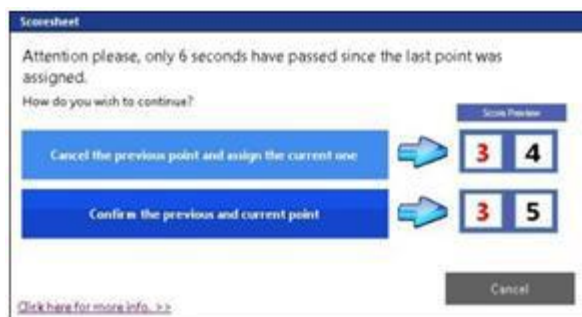 Scoresheet
Attention please, only 6 seconds have passed since the last point was
assigned.
How do you wish to continue?
Score Preview
Cancel the previous point and assign the current one
3 4
Confirm the previous and current point
3 5
Cancel
Click here for more info. >>